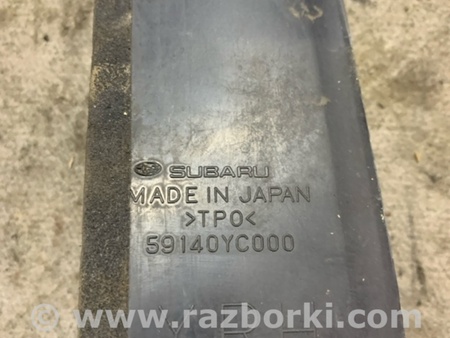 SUBARU
MADE IN JAPAN
>TPO<
59140YC000
www.razborki.com